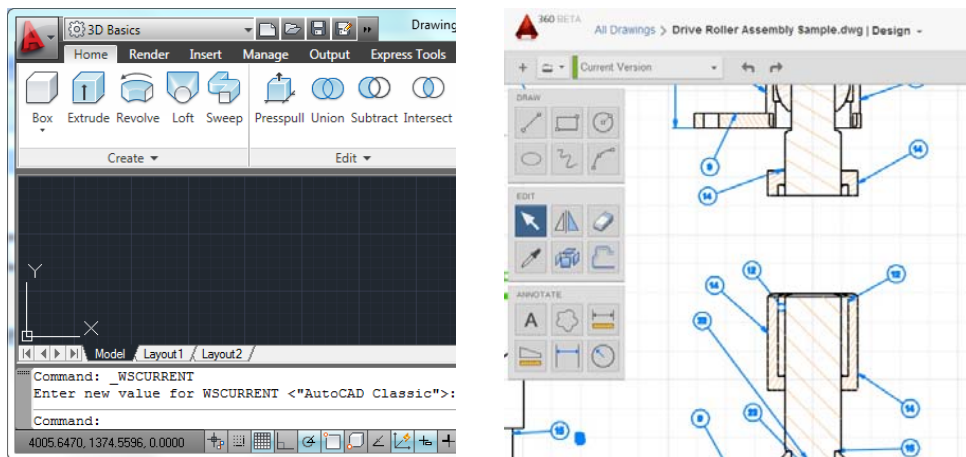 3D Basics
Drawing
Home Render Insert Manage Output Express Tools
Box Extrude Revolve Loft Sweep Presspull Union Subtract Intersect
Create Edit
Y
X
Model Layout1 Layout2
Command: _WSCURRENT
Enter new value for WSCURRENT <"AutoCAD Classic">:
Command:
4005.6470, 1374.5596, 0.0000
360 BETA
All Drawings > Drive Roller Assembly Sample.dwg | Design
+ Current Version
DRAW
EDIT
ANNOTATE
A
14
14
12
12
14
14
15
15